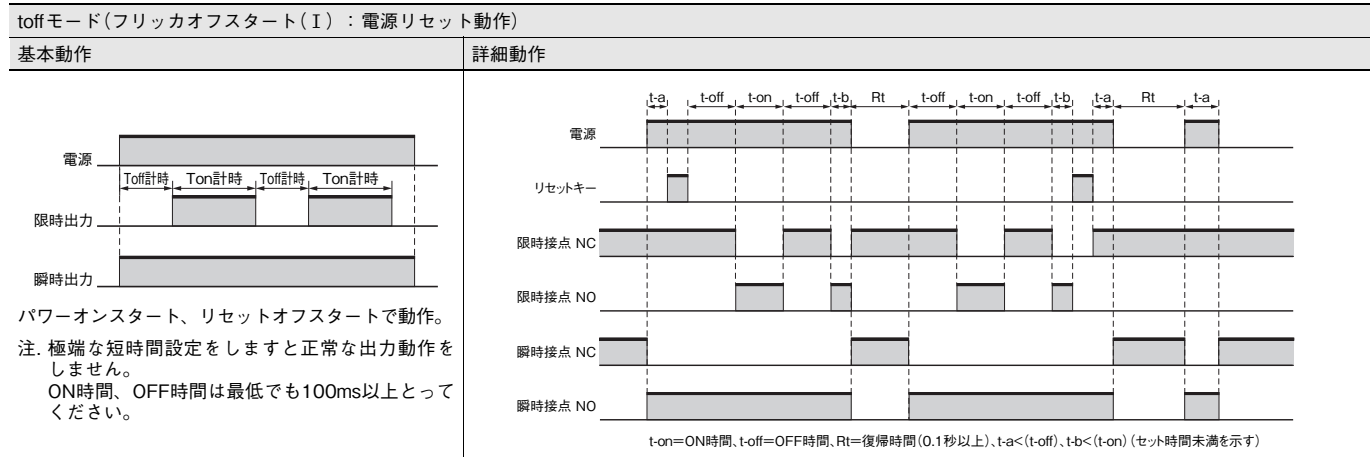 toffモード(フリッカオフスタート(Ⅰ)：電源リセット動作)
基本動作
詳細動作
電源
Toff計時 Ton計時 Toff計時 Ton計時
限時出力
瞬時出力
パワーオンスタート、リセットオフスタートで動作。
注. 極端な短時間設定をしますと正常な出力動作を
しません。
ON時間、OFF時間は最低でも100ms以上とって
ください。
t-a t-off t-on t-off t-b Rt t-off t-on t-off t-b t-a Rt t-a
電源
リセットキー
限時接点 NC
限時接点 NO
瞬時接点 NC
瞬時接点 NO
t-on＝ON時間、t-off＝OFF時間、Rt＝復帰時間(0.1秒以上)、t-a<(t-off)、t-b<(t-on) (セット時間未満を示す)